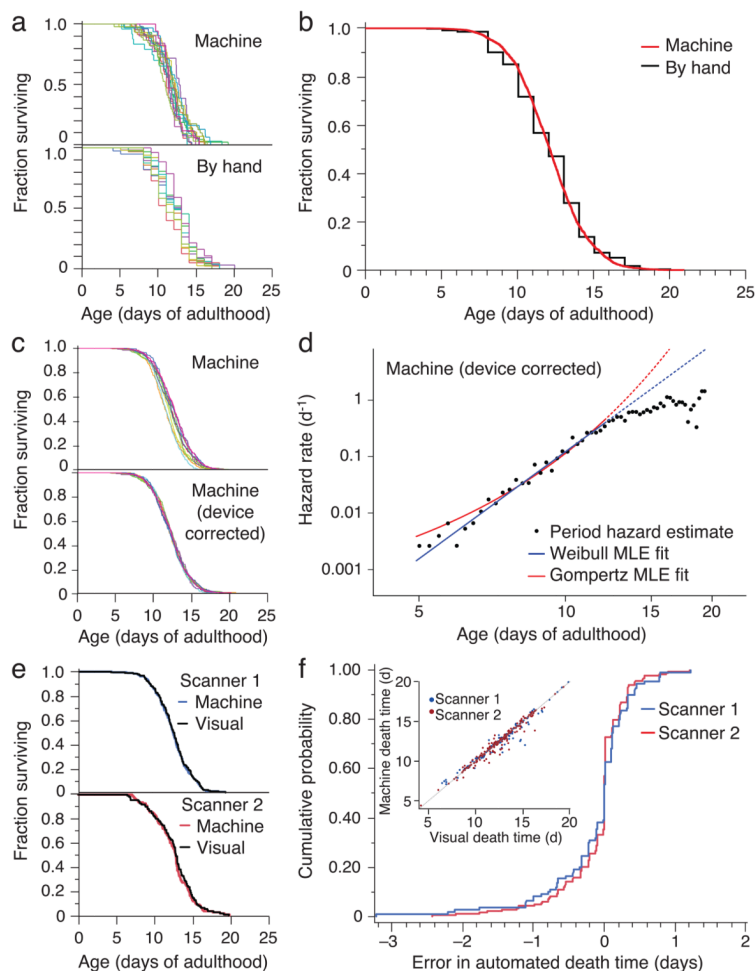 a
Machine
1.0
0.5
0
By hand
1.0
0.5
0
Fraction surviving
0 5 10 15 20 25
Age (days of adulthood)
b
Machine
By hand
1.0
0.8
0.6
0.4
0.2
0
Fraction surviving
0 5 10 15 20 25
Age (days of adulthood)
c
Machine
1.0
0.8
0.6
0.4
0.2
0
Machine
(device
corrected)
1.0
0.8
0.6
0.4
0.2
0
Fraction surviving
0 5 10 15 20 25
Age (days of adulthood)
d
Machine (device corrected)
1
0.1
0.01
0.001
Hazard rate (d-1)
Period hazard estimate
Weibull MLE fit
Gompertz MLE fit
5 10 15 20
Age (days of adulthood)
e
Scanner 1
Machine
Visual
1.0
0.8
0.6
0.4
0.2
0
Scanner 2
Machine
Visual
1.0
0.8
0.6
0.4
0.2
0
Fraction surviving
0 5 10 15 20 25
Age (days of adulthood)
f
1.00
0.80
0.60
0.40
0.20
0
Cumulative probability
Machine death time (d)
20
15
10
5
Scanner 1
Scanner 2
5 10 15 20
Visual death time (d)
Scanner 1
Scanner 2
−3 −2 −1 0 1 2
Error in automated death time (days)